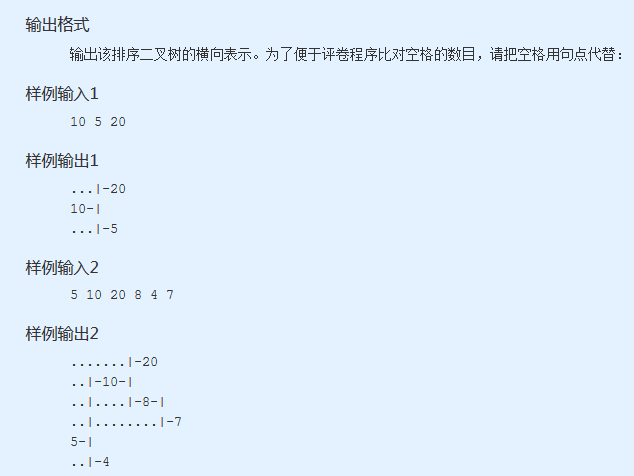 输出格式
输出该排序二叉树的横向表示。为了便于评卷程序比对空格的数目，请把空格用句点代替：
样例输入1
10 5 20
样例输出1
...|-20
10-|
...|-5
样例输入2
5 10 20 8 4 7
样例输出2
.......|-20
..|-10-|
..|....|-8-|
..|........|-7
5-|
..|-4